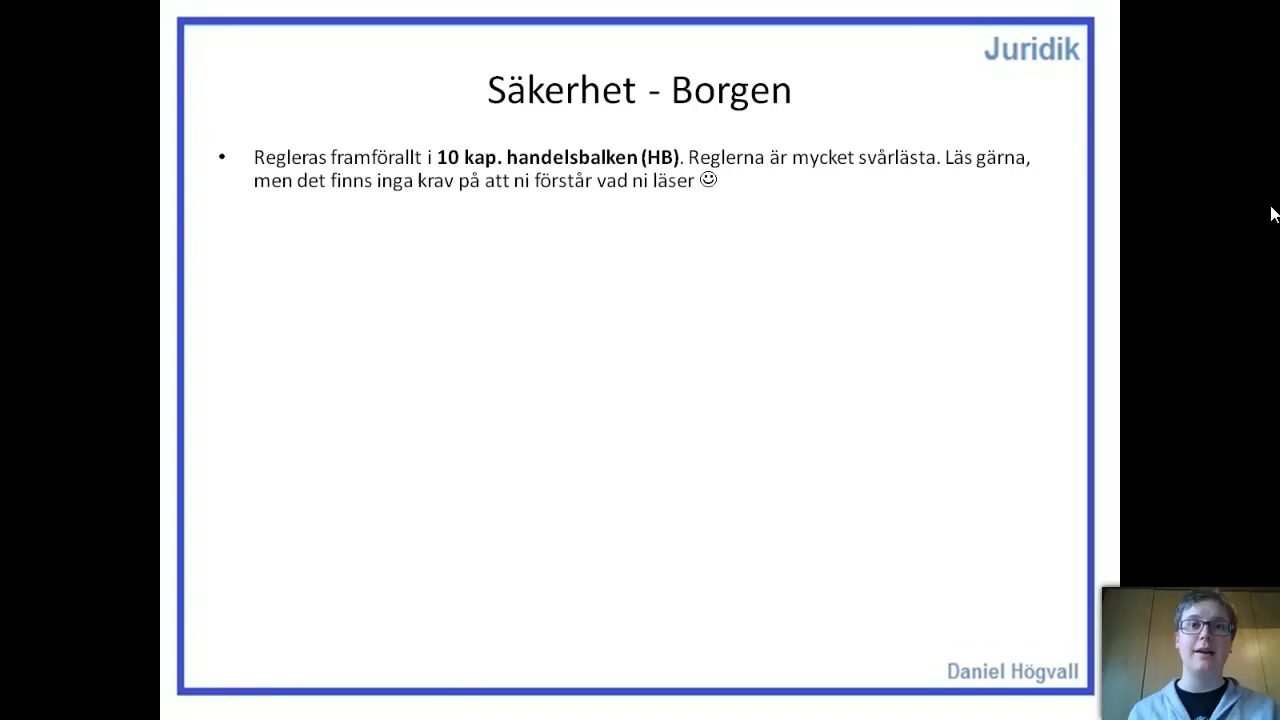 Juridik
Säkerhet - Borgen
• Regleras framförallt i 10 kap. handelsbalken (HB). Reglerna är mycket svårlästa. Läs gärna,
men det finns inga krav på att ni förstår vad ni läser ☺
Daniel Högvall